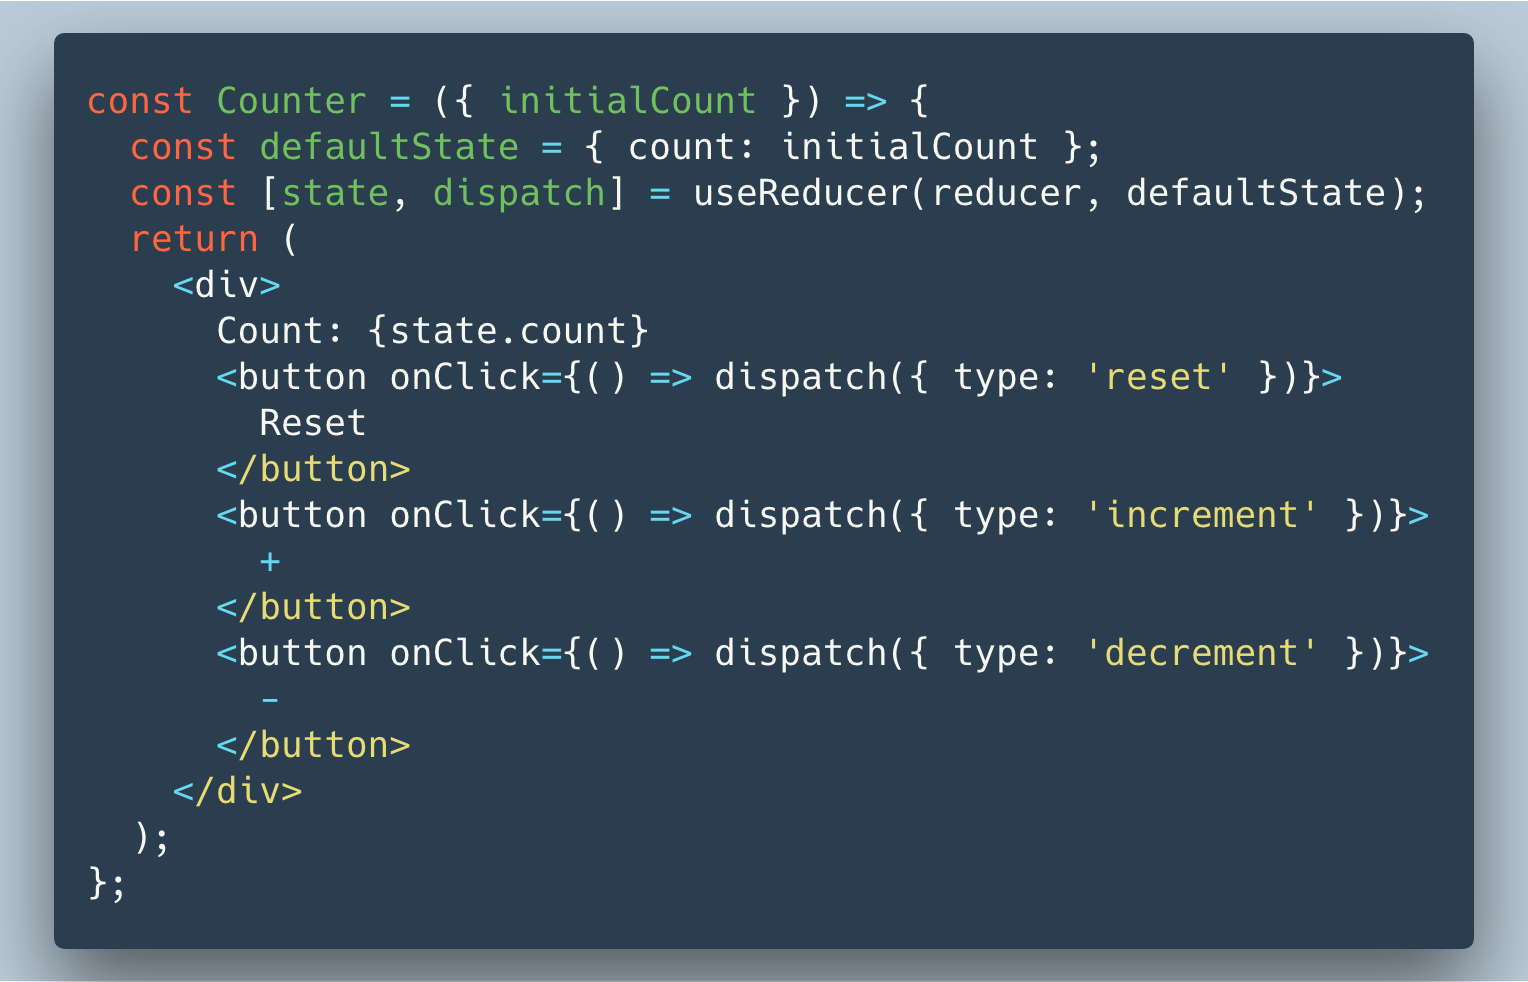 const Counter = ({ initialCount }) => {
  const defaultState = { count: initialCount };
  const [state, dispatch] = useReducer(reducer, defaultState);
  return (
    <div>
      Count: {state.count}
      <button onClick={() => dispatch({ type: 'reset' })}>
        Reset
      </button>
      <button onClick={() => dispatch({ type: 'increment' })}>
        +
      </button>
      <button onClick={() => dispatch({ type: 'decrement' })}>
        -
      </button>
    </div>
  );
};